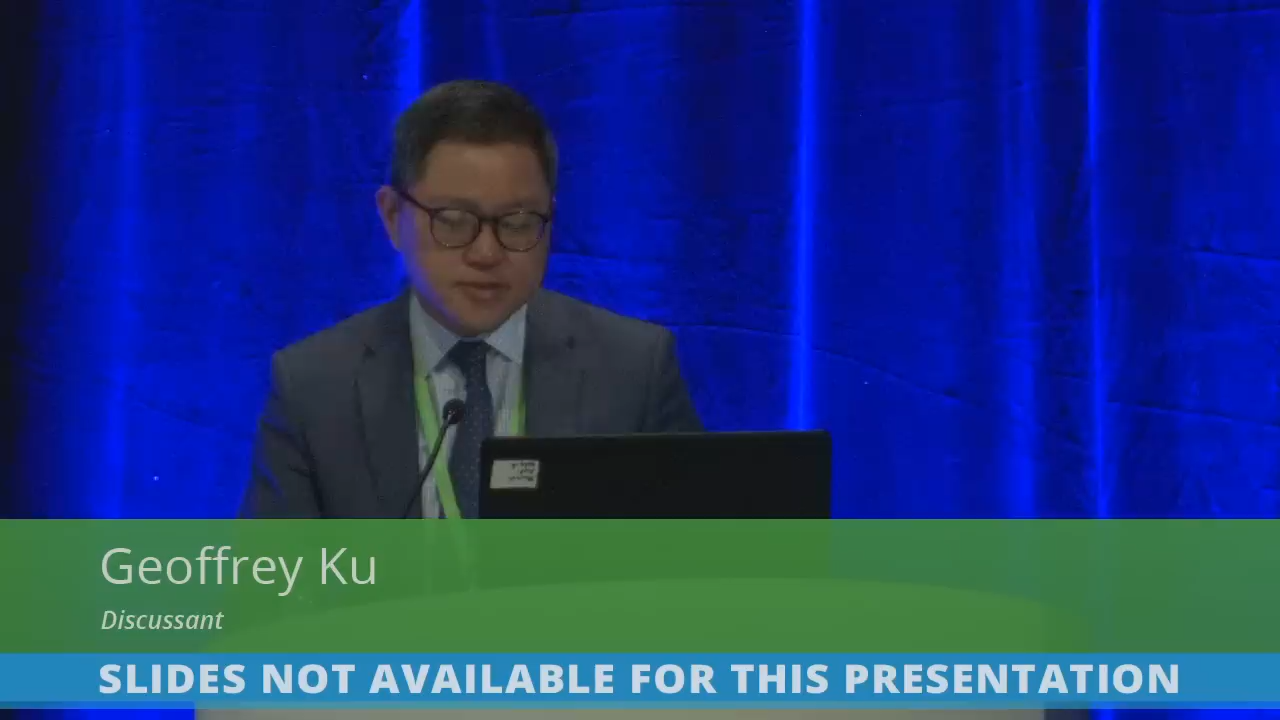 Geoffrey Ku
Discussant
SLIDES NOT AVAILABLE FOR THIS PRESENTATION